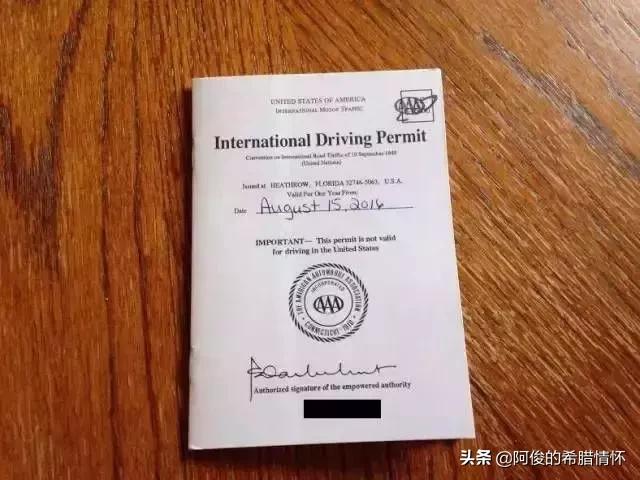 UNITED STATES OF AMERICA
INTERNATIONAL MOTOR TRAFFIC
AAA
International Driving Permit
Convention on International Road Traffic of 19 September 1949
(United Nations)
Issued at HEATHROW, FLORIDA 32746-5063, U.S.A.
Valid For One Year From:
Date August 15, 2016
IMPORTANT— This permit is not valid
for driving in the United States
THE AMERICAN AUTOMOBILE ASSOCIATION
INCORPORATED
AAA
CONNECTICUT-1910
Authorized signature of the empowered authority
头条 @阿俊的希腊情怀